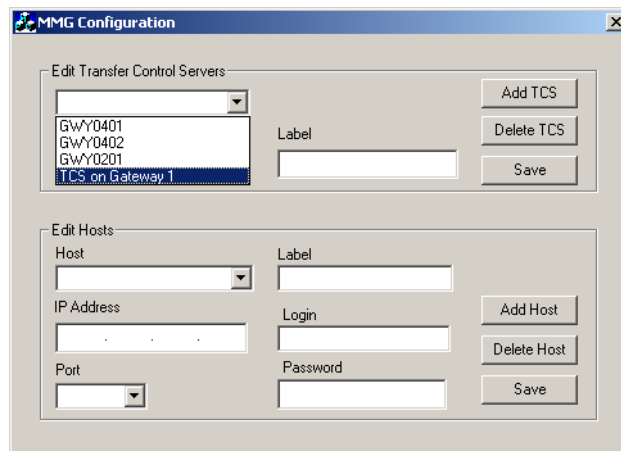 MMG Configuration
Edit Transfer Control Servers
Add TCS
GWY0401
GWY0402
GWY0201
TCS on Gateway 1
Label
Delete TCS
Save
Edit Hosts
Host
Label
IP Address
Login
Add Host
Delete Host
Port
Password
Save